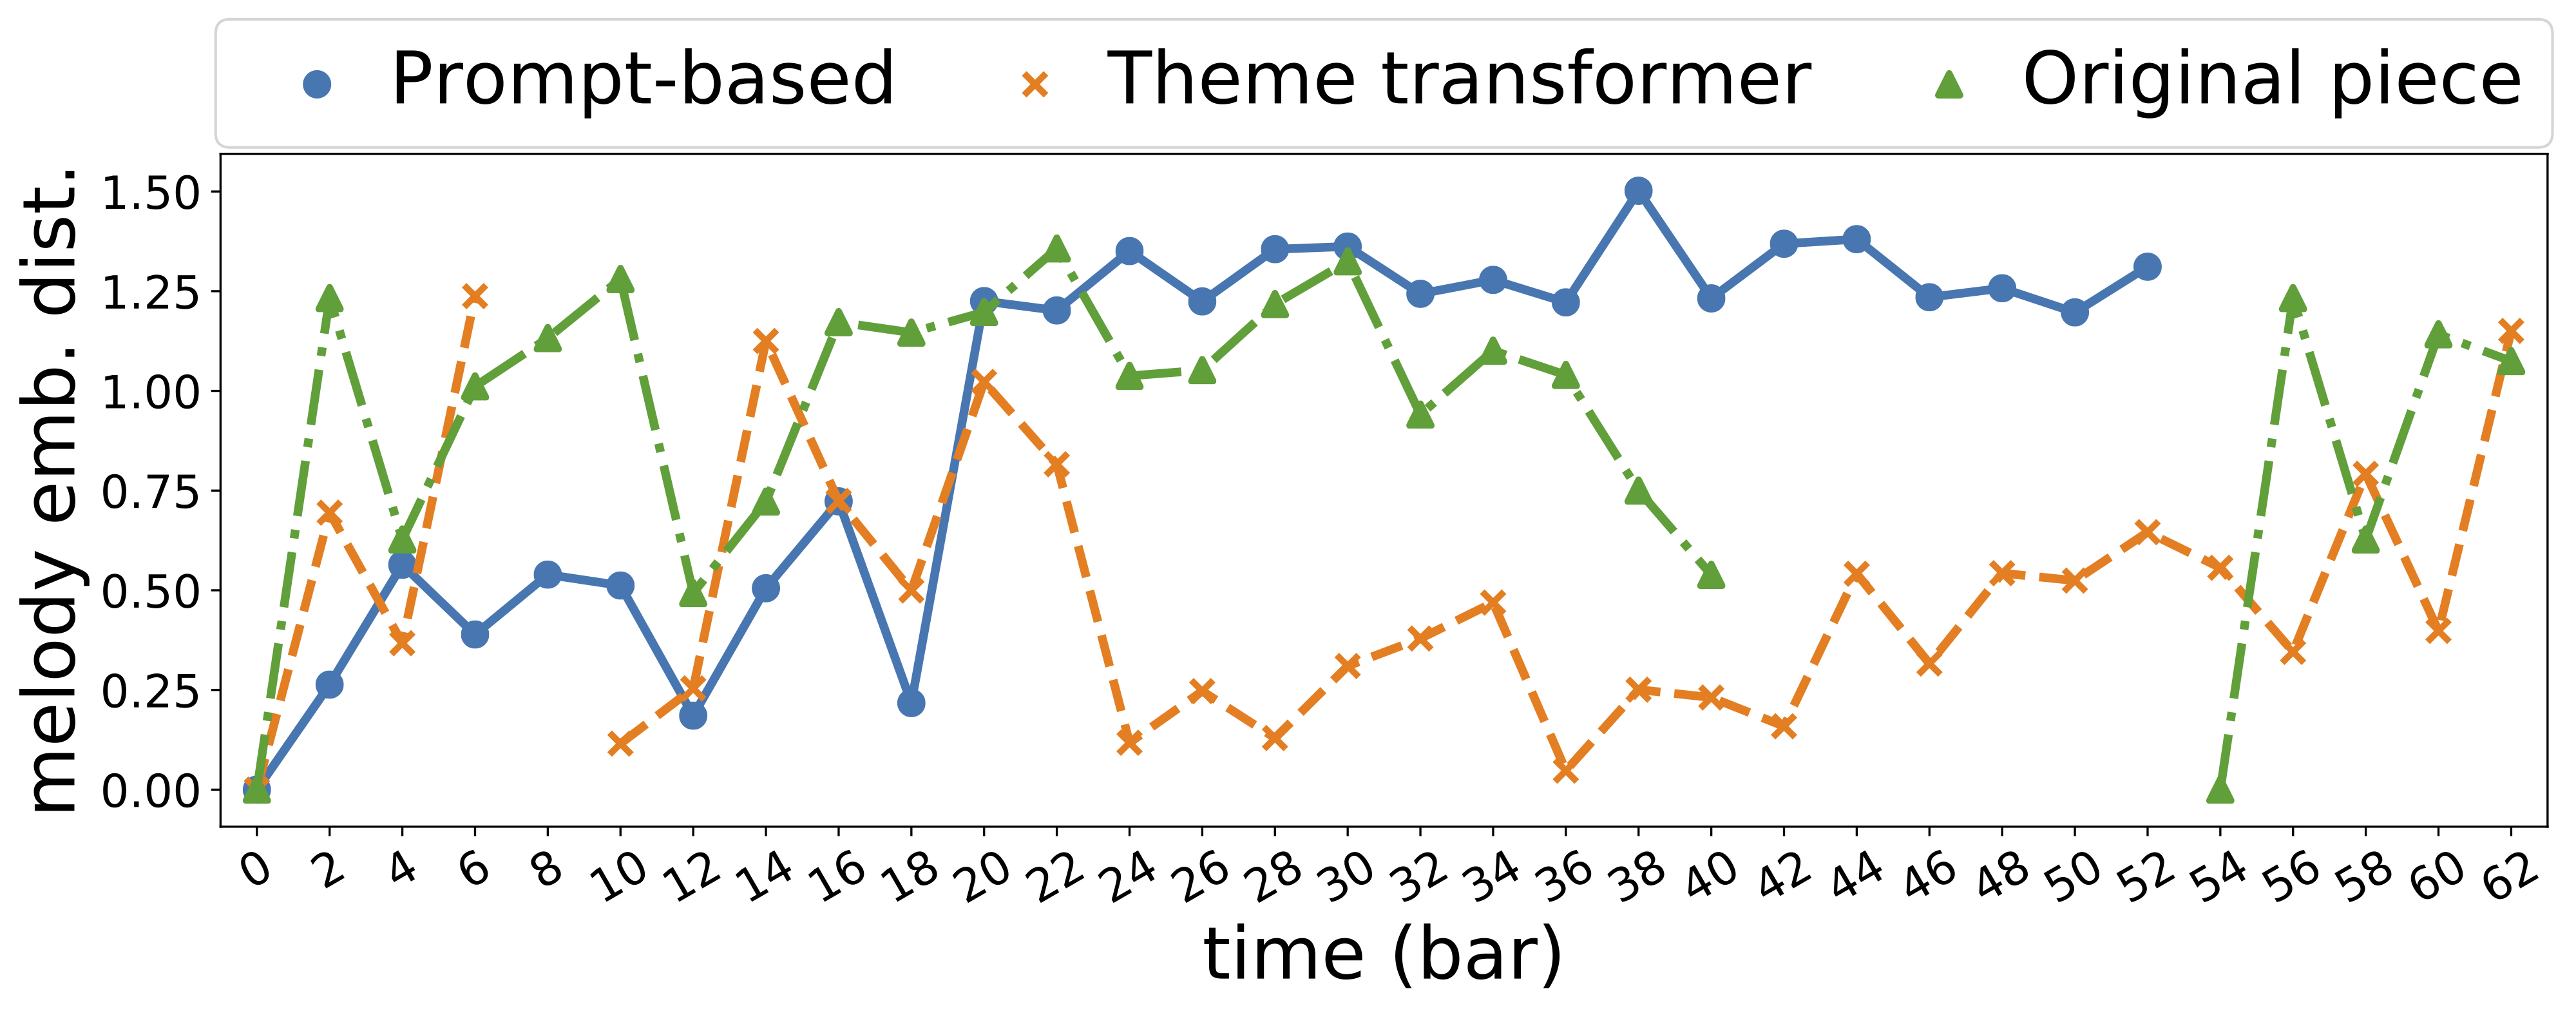 Prompt-based Theme transformer Original piece
melody emb. dist.
1.50
1.25
1.00
0.75
0.50
0.25
0.00
0 2 4 6 8 10 12 14 16 18 20 22 24 26 28 30 32 34 36 38 40 42 44 46 48 50 52 54 56 58 60 62
time (bar)